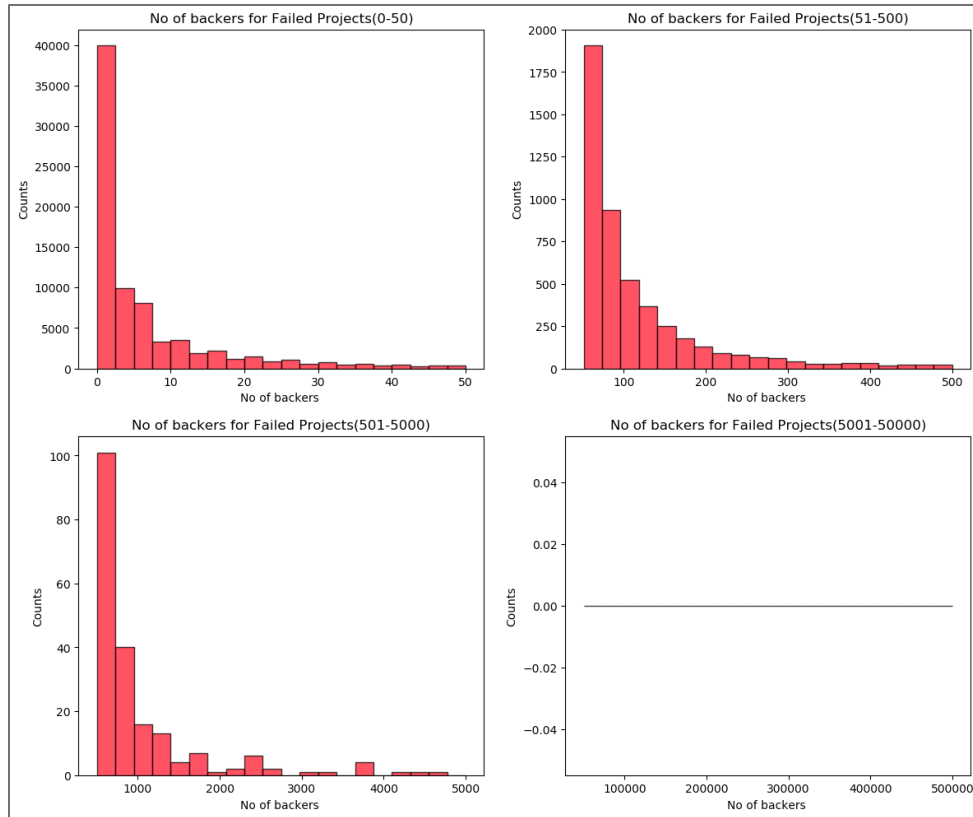 No of backers for Failed Projects(0-50)
40000
35000
30000
25000
20000
15000
10000
5000
0
Counts
0 10 20 30 40 50
No of backers
No of backers for Failed Projects(51-500)
2000
1750
1500
1250
1000
750
500
250
0
Counts
100 200 300 400 500
No of backers
No of backers for Failed Projects(501-5000)
100
80
60
40
20
0
Counts
1000 2000 3000 4000 5000
No of backers
No of backers for Failed Projects(5001-50000)
0.04
0.02
0.00
−0.02
−0.04
Counts
100000 200000 300000 400000 500000
No of backers